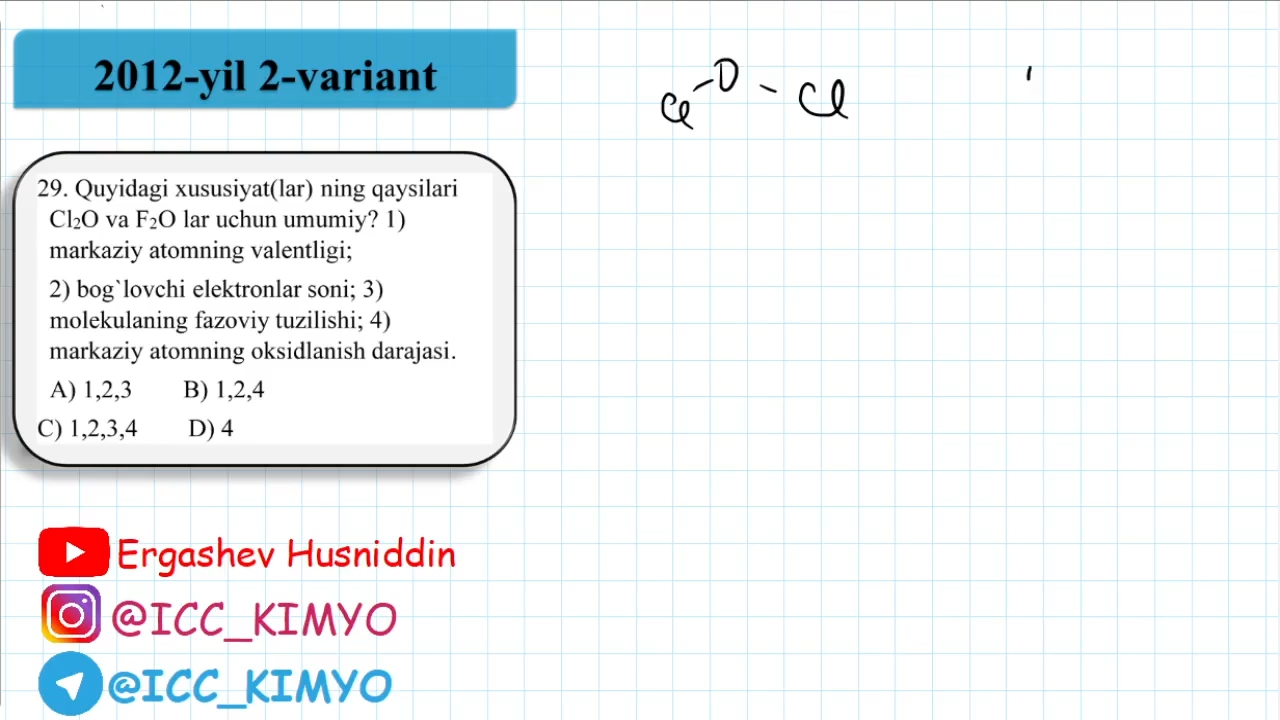 2012-yil 2-variant
Cl-O-Cl
29. Quyidagi xususiyat(lar) ning qaysilari
Cl₂O va F₂O lar uchun umumiy? 1)
markaziy atomning valentligi;
2) bog`lovchi elektronlar soni; 3)
molekulaning fazoviy tuzilishi; 4)
markaziy atomning oksidlanish darajasi.
A) 1,2,3 B) 1,2,4
C) 1,2,3,4 D) 4
Ergashev Husniddin
@ICC_KIMYO
@ICC_KIMYO